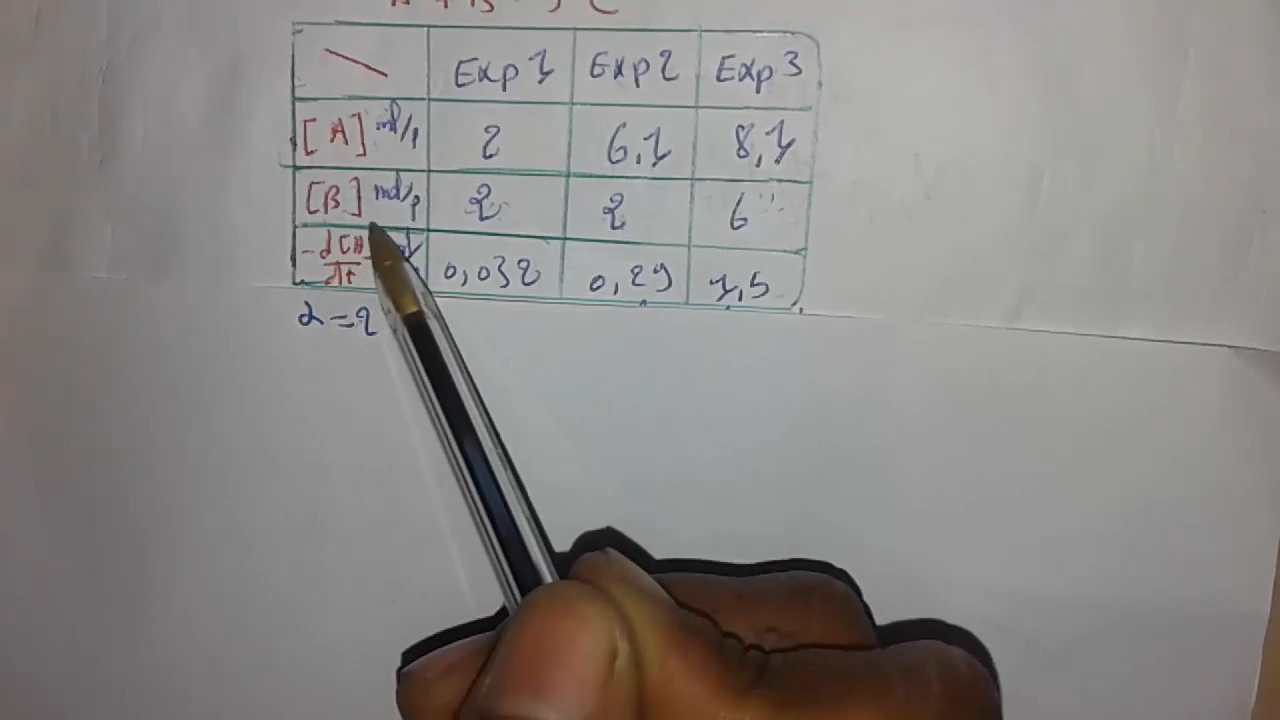 A + B → C
Exp 1 Exp 2 Exp 3
[A] mol/l 2 6,1 8,1
[B] mol/l 2 2 6
-d[A]/dt 0,032 0,29 1,5
α = 2